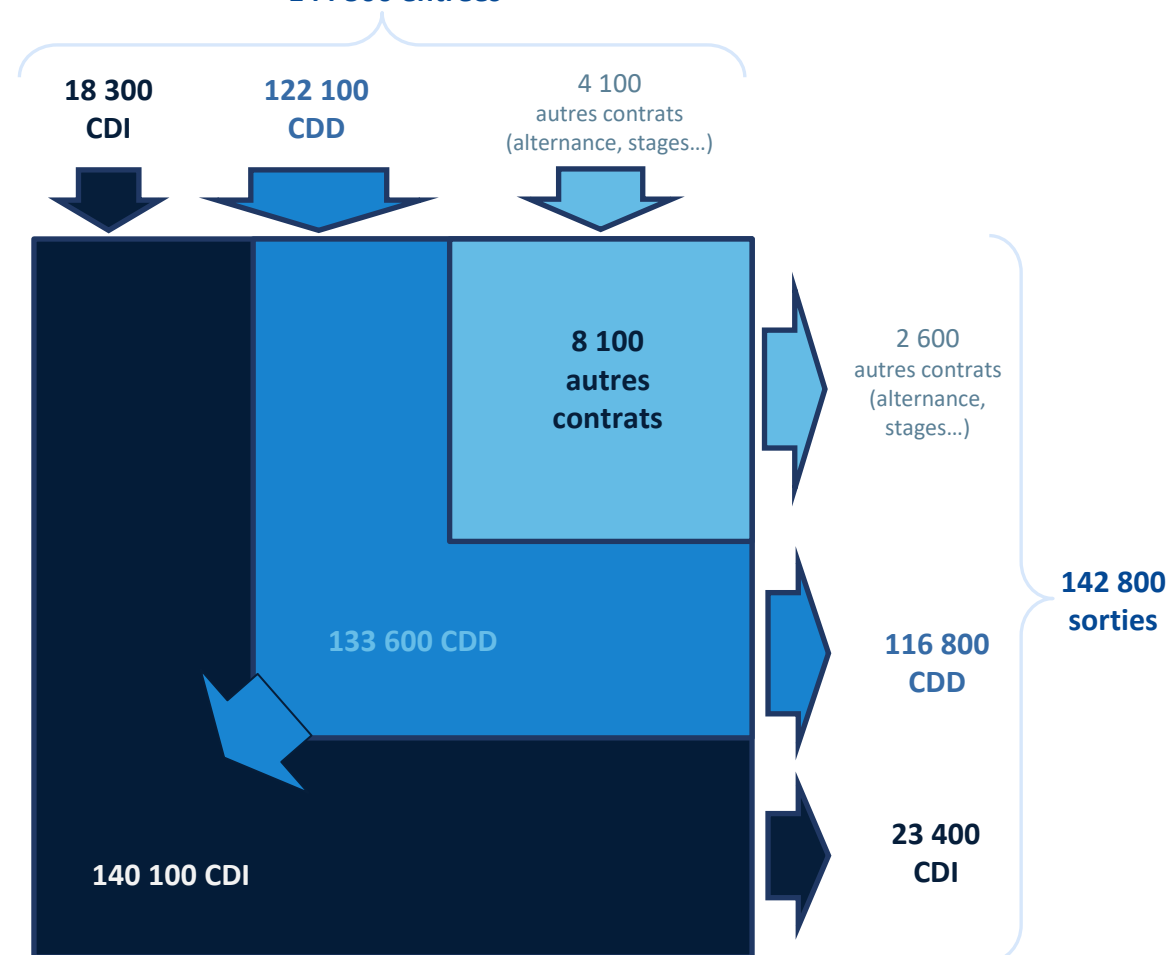 entrées
18 300
CDI
122 100
CDD
4 100
autres contrats
(alternance, stages…)
8 100
autres
contrats
2 600
autres contrats
(alternance,
stages…)
142 800
sorties
133 600 CDD
116 800
CDD
23 400
CDI
140 100 CDI